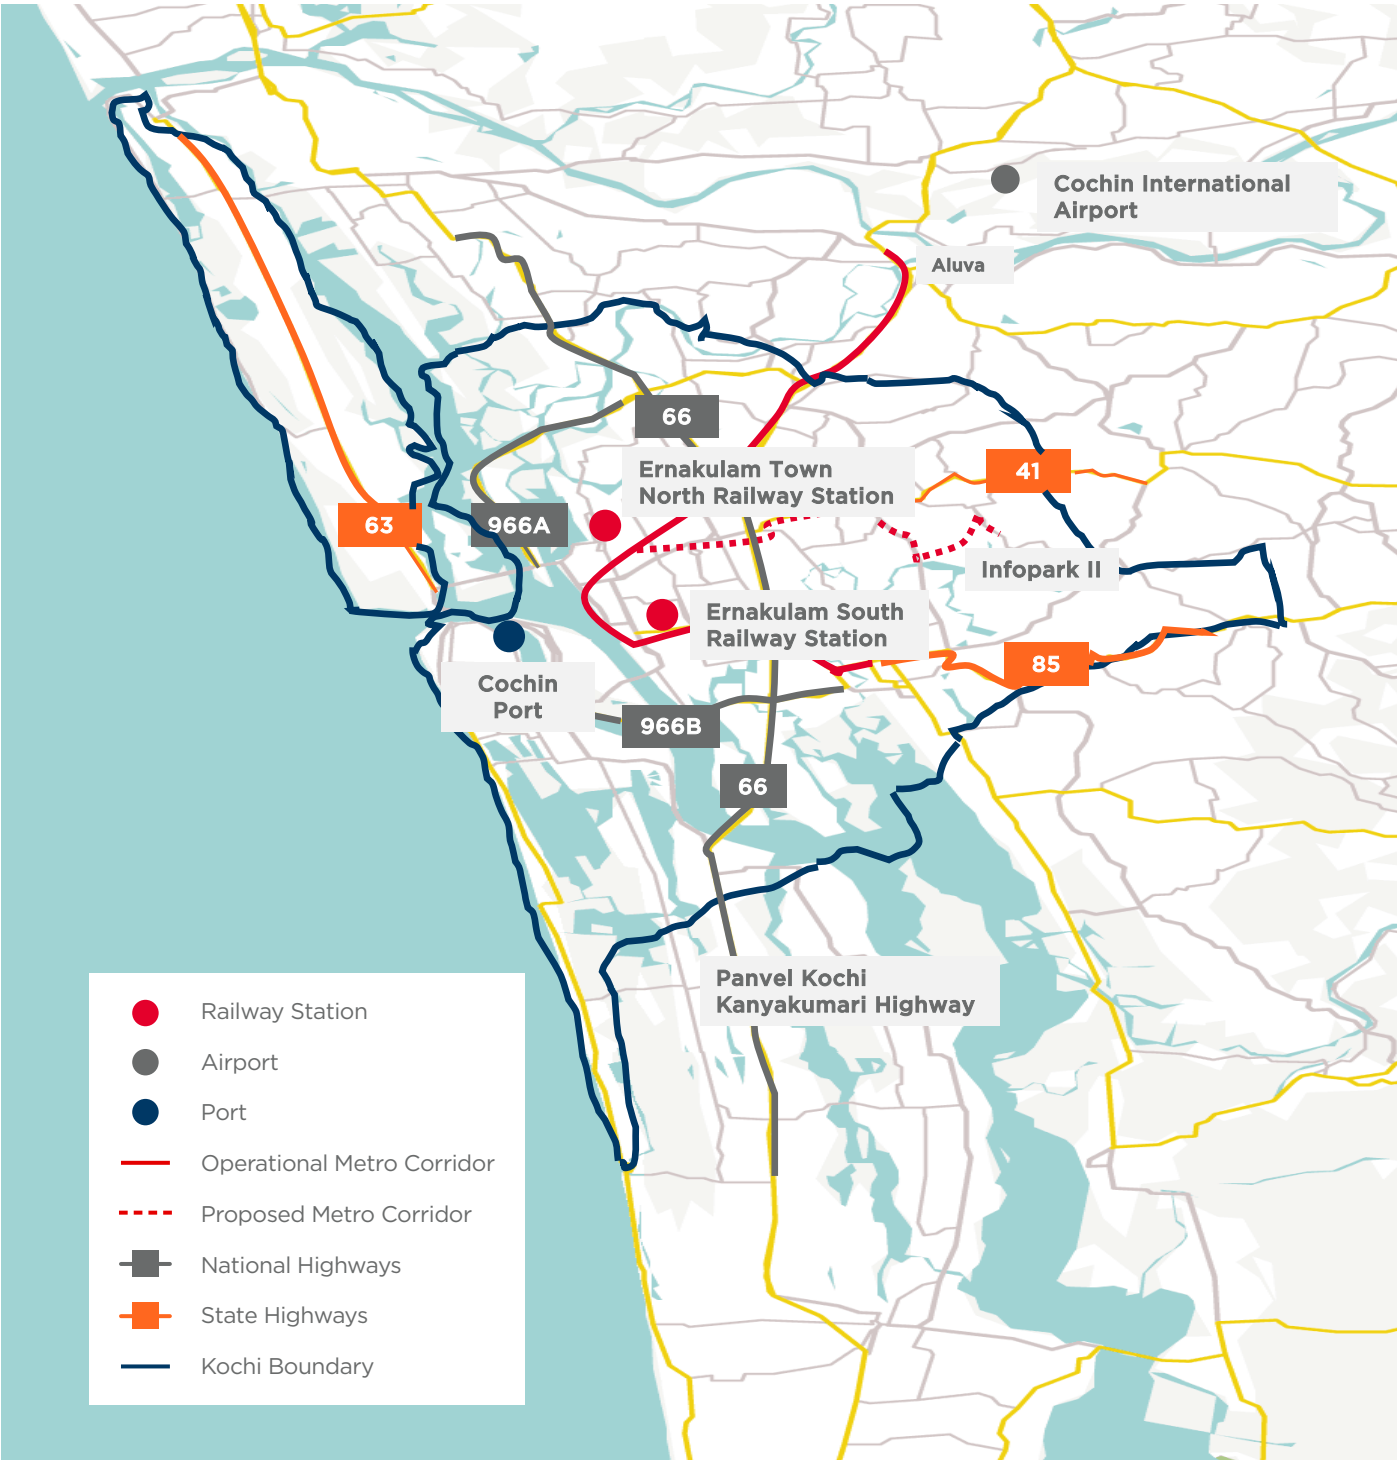 Cochin International
Airport
Aluva
66
Ernakulam Town
North Railway Station
41
63
966A
Infopark II
Ernakulam South
Railway Station
85
Cochin
Port
966B
66
Panvel Kochi
Kanyakumari Highway
Railway Station
Airport
Port
Operational Metro Corridor
Proposed Metro Corridor
National Highways
State Highways
Kochi Boundary